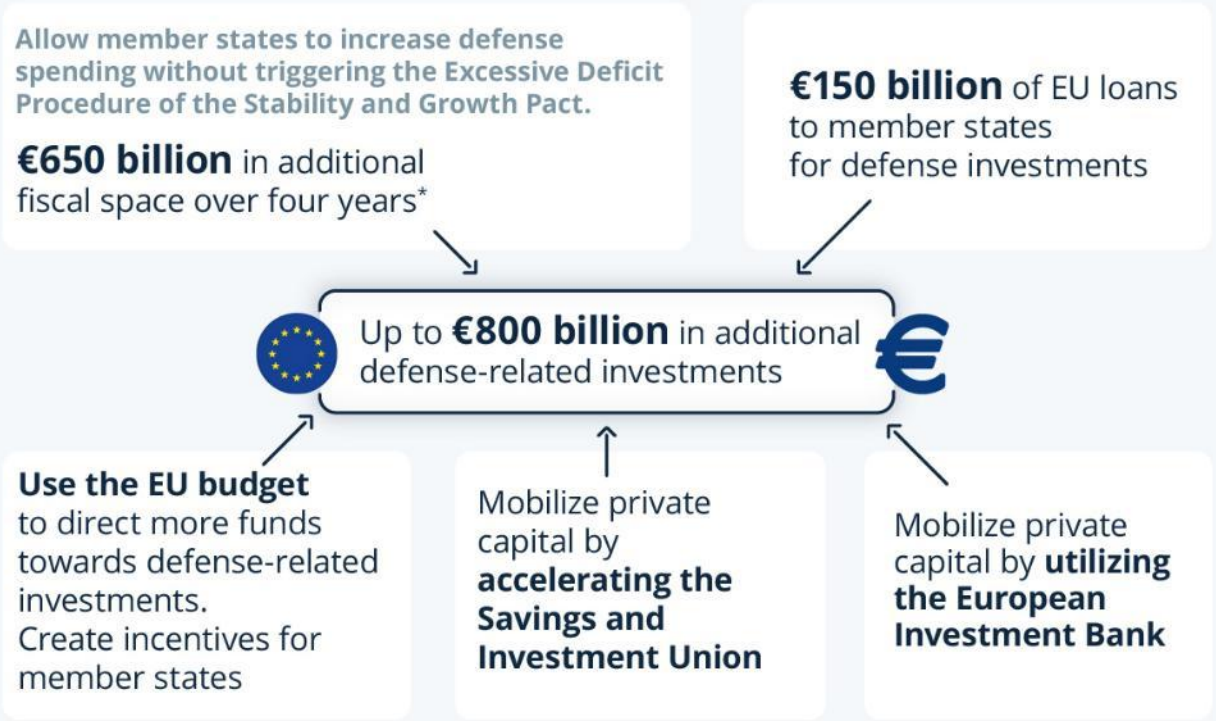 Allow member states to increase defense
spending without triggering the Excessive Deficit
Procedure of the Stability and Growth Pact.
€650 billion in additional
fiscal space over four years*
€150 billion of EU loans
to member states
for defense investments
Up to €800 billion in additional
defense-related investments
€
Use the EU budget
to direct more funds
towards defense-related
investments.
Create incentives for
member states
Mobilize private
capital by
accelerating the
Savings and
Investment Union
Mobilize private
capital by utilizing
the European
Investment Bank